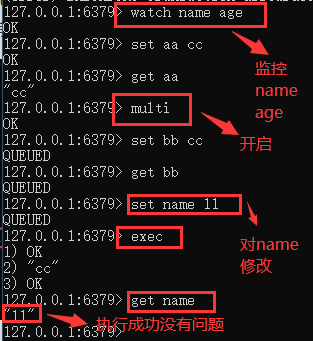 127.0.0.1:6379> watch name age
OK
127.0.0.1:6379> set aa cc
OK
127.0.0.1:6379> get aa
"cc"
127.0.0.1:6379> multi
OK
127.0.0.1:6379> set bb cc
QUEUED
127.0.0.1:6379> get bb
QUEUED
127.0.0.1:6379> set name 11
QUEUED
127.0.0.1:6379> exec
1) OK
2) "cc"
3) OK
127.0.0.1:6379> get name
"11"
127.0.0.1:6379>
监控
name
age
开启
对name
修改
执行成功没有问题